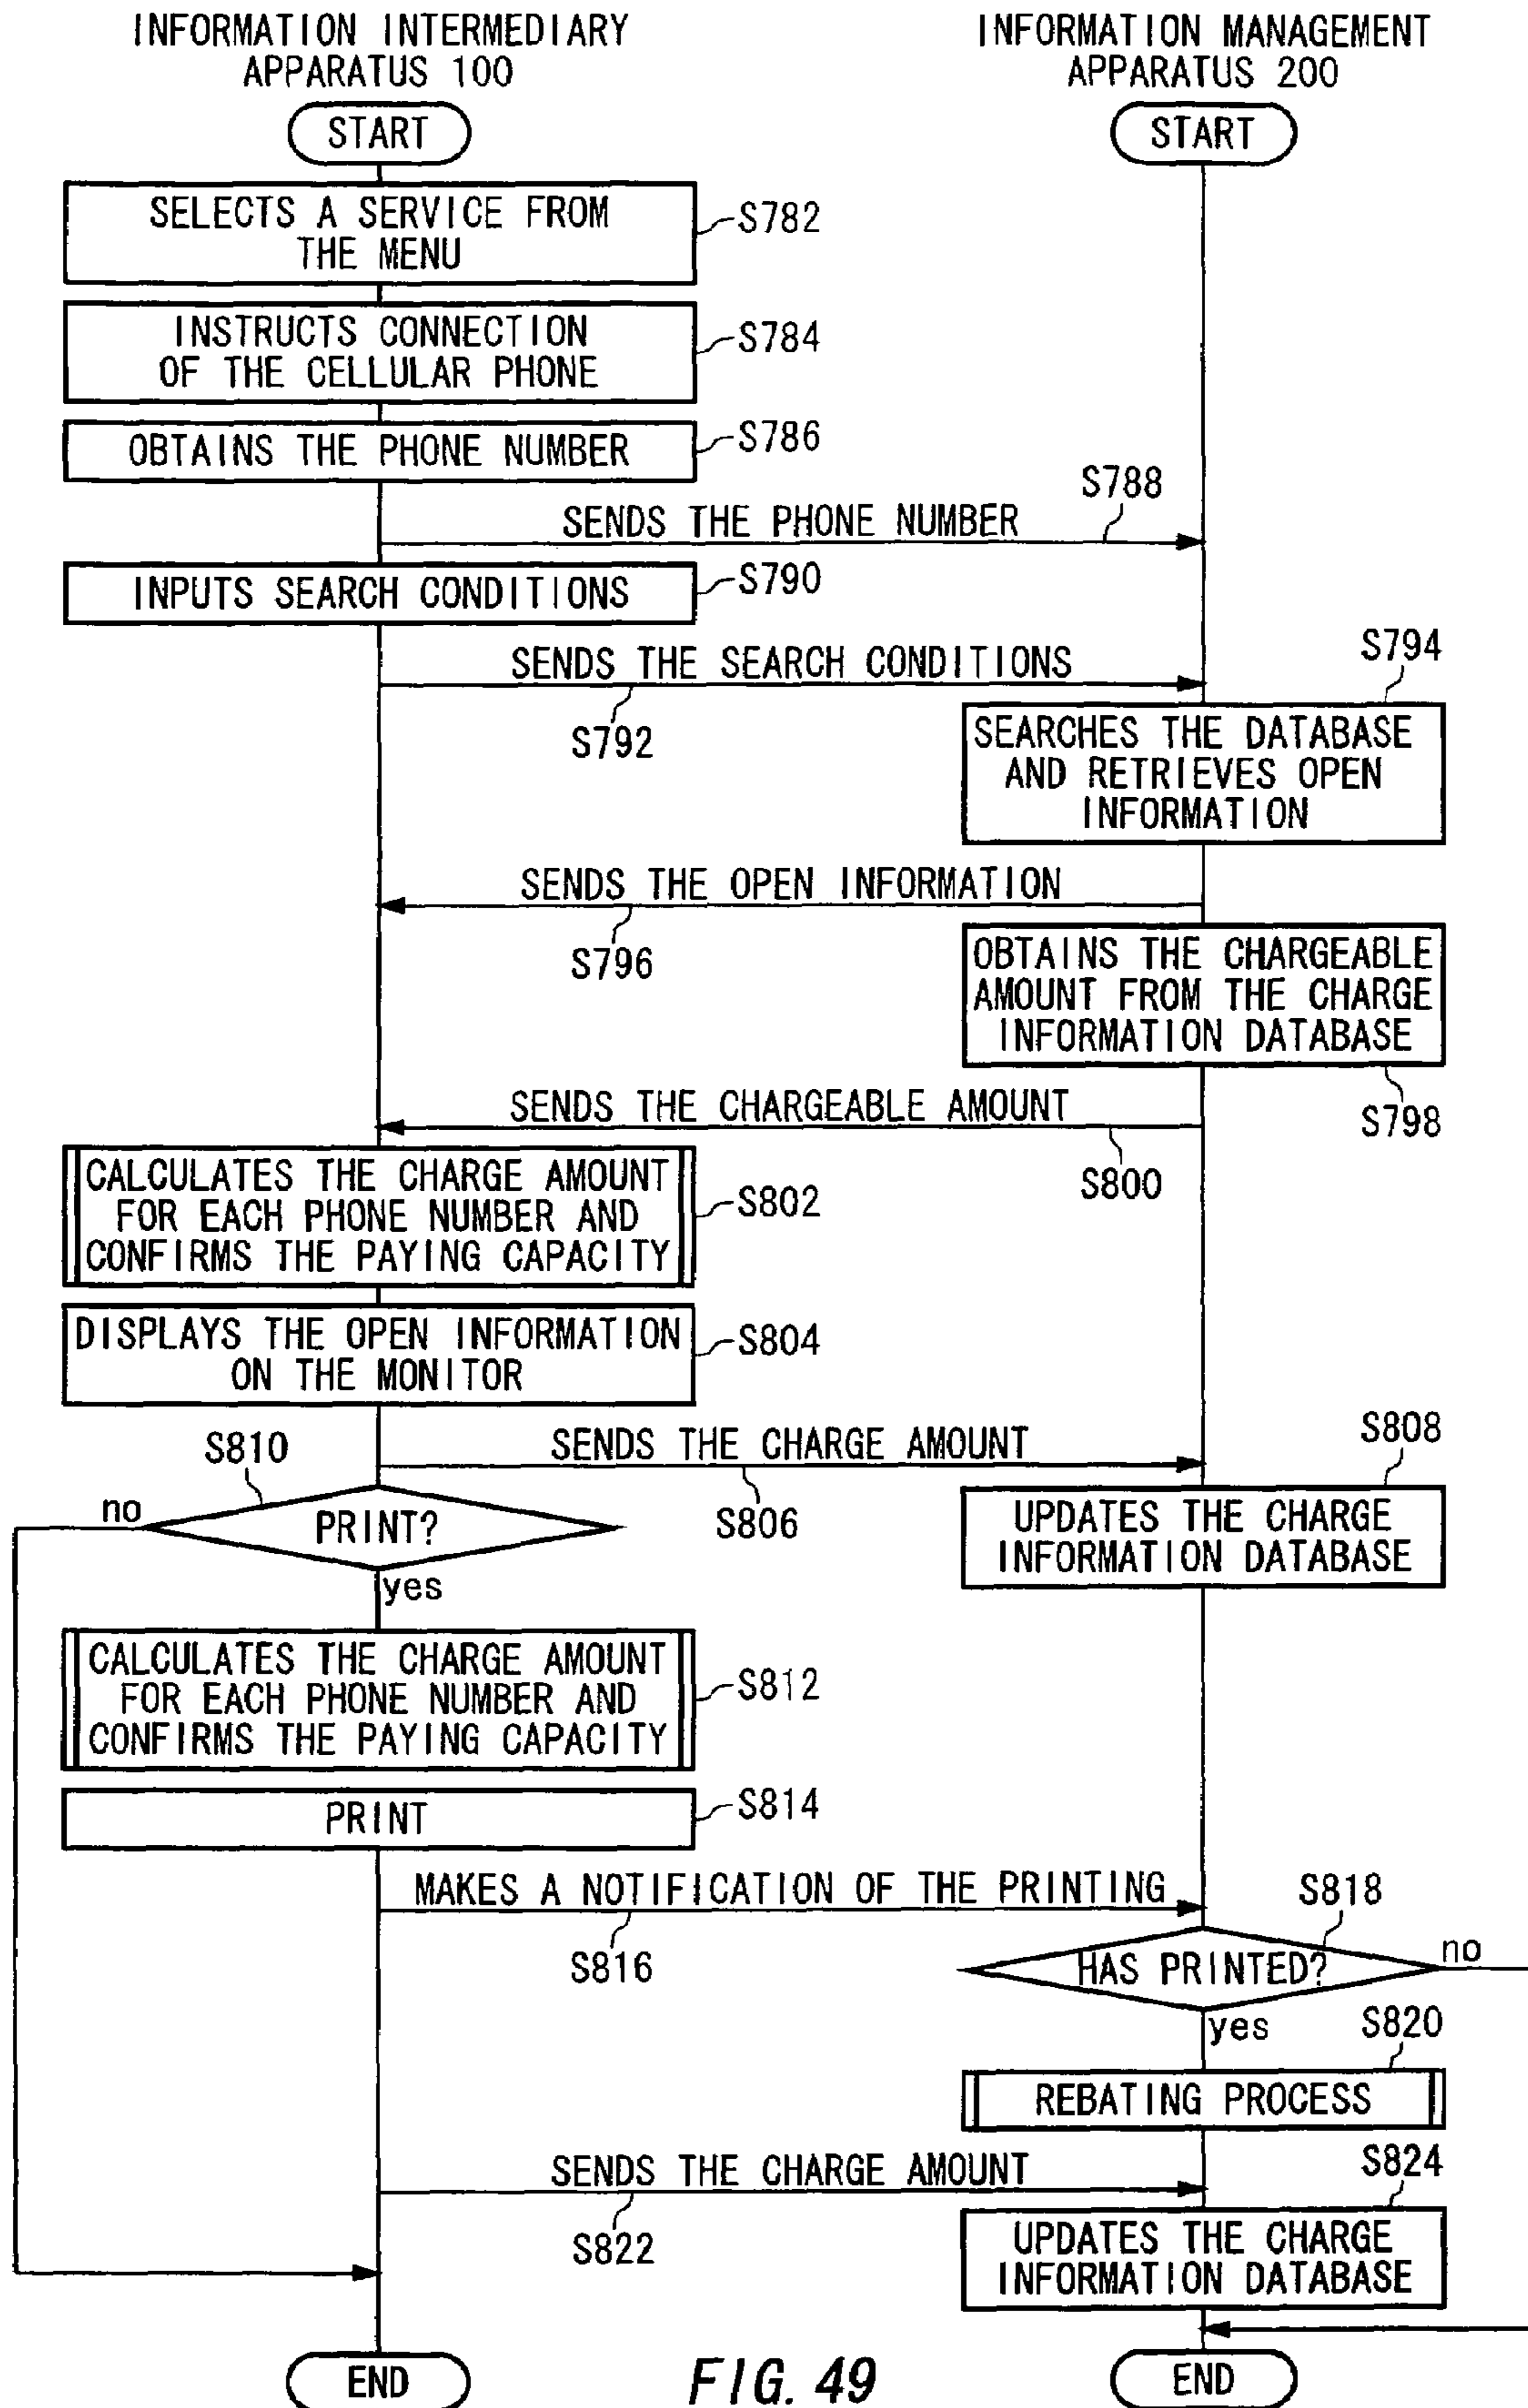 INFORMATION INTERMEDIARY
APPARATUS 100
INFORMATION MANAGEMENT
APPARATUS 200
START
START
SELECTS A SERVICE FROM
THE MENU
S782
INSTRUCTS CONNECTION
OF THE CELLULAR PHONE
S784
OBTAINS THE PHONE NUMBER
S786
SENDS THE PHONE NUMBER
S788
INPUTS SEARCH CONDITIONS
S790
SENDS THE SEARCH CONDITIONS
S792
S794
SEARCHES THE DATABASE
AND RETRIEVES OPEN
INFORMATION
SENDS THE OPEN INFORMATION
S796
OBTAINS THE CHARGEABLE
AMOUNT FROM THE CHARGE
INFORMATION DATABASE
S798
SENDS THE CHARGEABLE AMOUNT
S800
CALCULATES THE CHARGE AMOUNT
FOR EACH PHONE NUMBER AND
CONFIRMS THE PAYING CAPACITY
S802
DISPLAYS THE OPEN INFORMATION
ON THE MONITOR
S804
SENDS THE CHARGE AMOUNT
S806
S808
UPDATES THE CHARGE
INFORMATION DATABASE
S810
no
PRINT?
yes
CALCULATES THE CHARGE AMOUNT
FOR EACH PHONE NUMBER AND
CONFIRMS THE PAYING CAPACITY
S812
PRINT
S814
MAKES A NOTIFICATION OF THE PRINTING
S816
S818
HAS PRINTED?
no
yes
S820
REBATING PROCESS
SENDS THE CHARGE AMOUNT
S822
S824
UPDATES THE CHARGE
INFORMATION DATABASE
END
END
FIG. 49